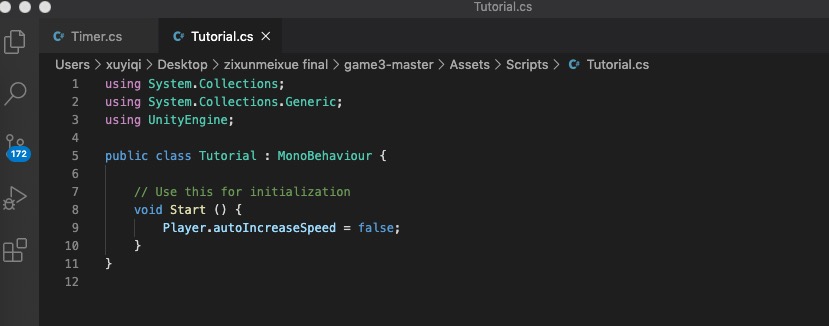 Tutorial.cs
C# Timer.cs C# Tutorial.cs ×
Users > xuyiqi > Desktop > zixunmeixue final > game3-master > Assets > Scripts > C# Tutorial.cs
1 using System.Collections;
2 using System.Collections.Generic;
3 using UnityEngine;
4
5 public class Tutorial : MonoBehaviour {
6
7 // Use this for initialization
8 void Start () {
9 Player.autoIncreaseSpeed = false;
10 }
11 }
12
172